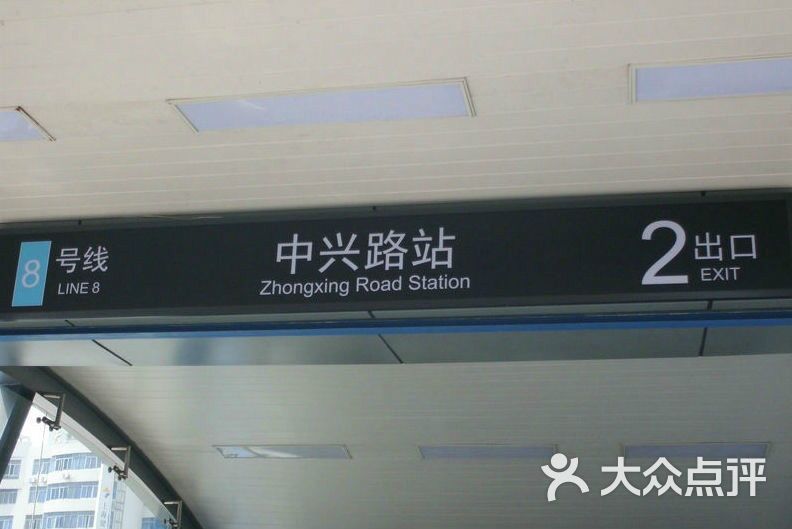 8 号线
LINE 8
中兴路站
Zhongxing Road Station
2 出口
EXIT
大众点评